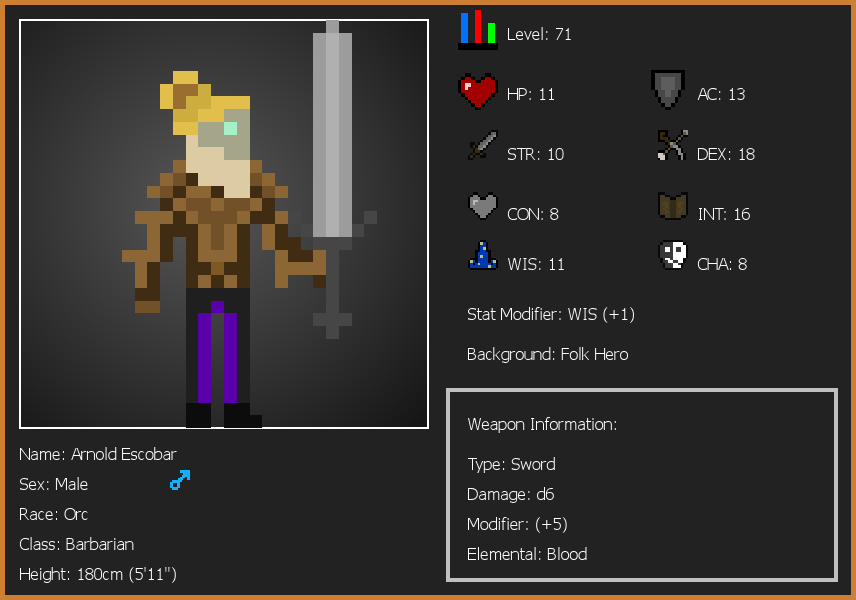 Level: 71
HP: 11
AC: 13
STR: 10
DEX: 18
CON: 8
INT: 16
WIS: 11
CHA: 8
Stat Modifier: WIS (+1)
Background: Folk Hero
Weapon Information:
Type: Sword
Damage: d6
Modifier: (+5)
Elemental: Blood
Name: Arnold Escobar
Sex: Male
Race: Orc
Class: Barbarian
Height: 180cm (5'11")